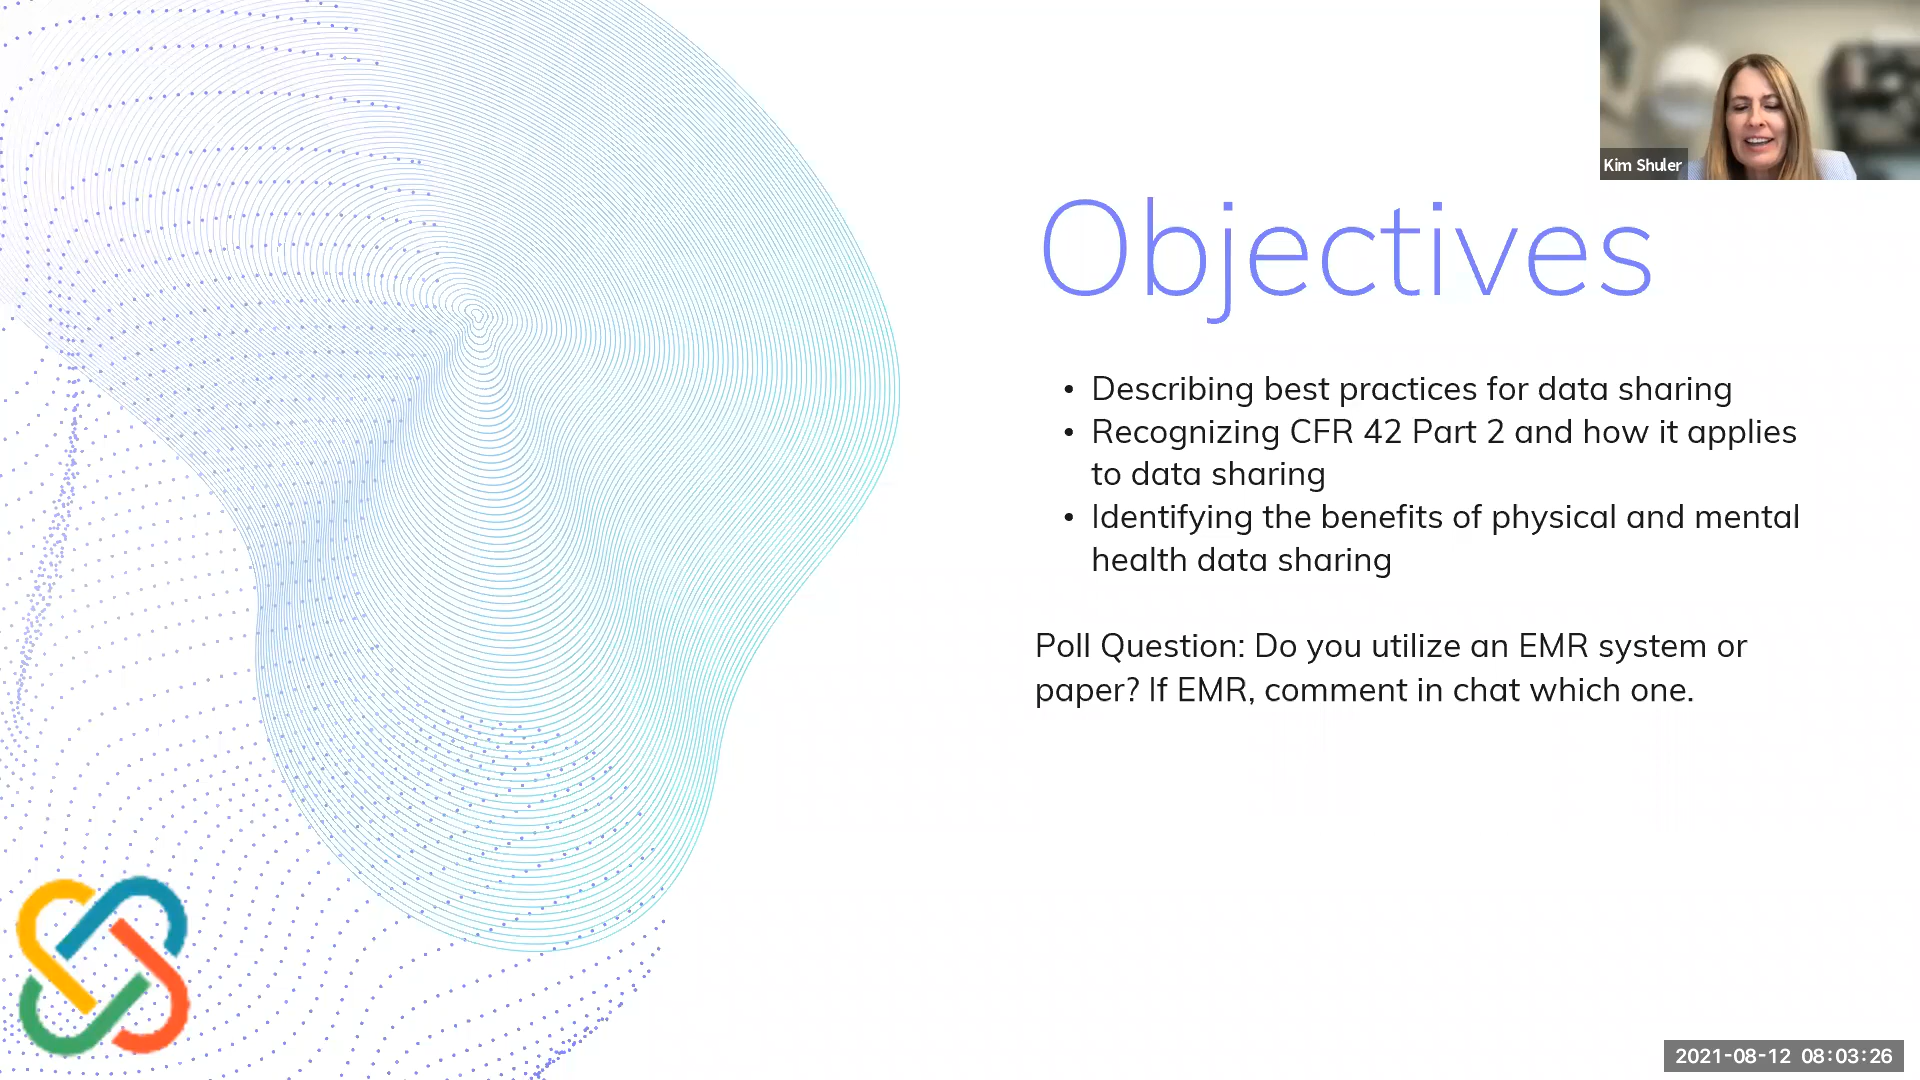 Kim Shuler
Objectives
• Describing best practices for data sharing
• Recognizing CFR 42 Part 2 and how it applies
to data sharing
• Identifying the benefits of physical and mental
health data sharing
Poll Question: Do you utilize an EMR system or
paper? If EMR, comment in chat which one.
2021-08-12 08:03:26